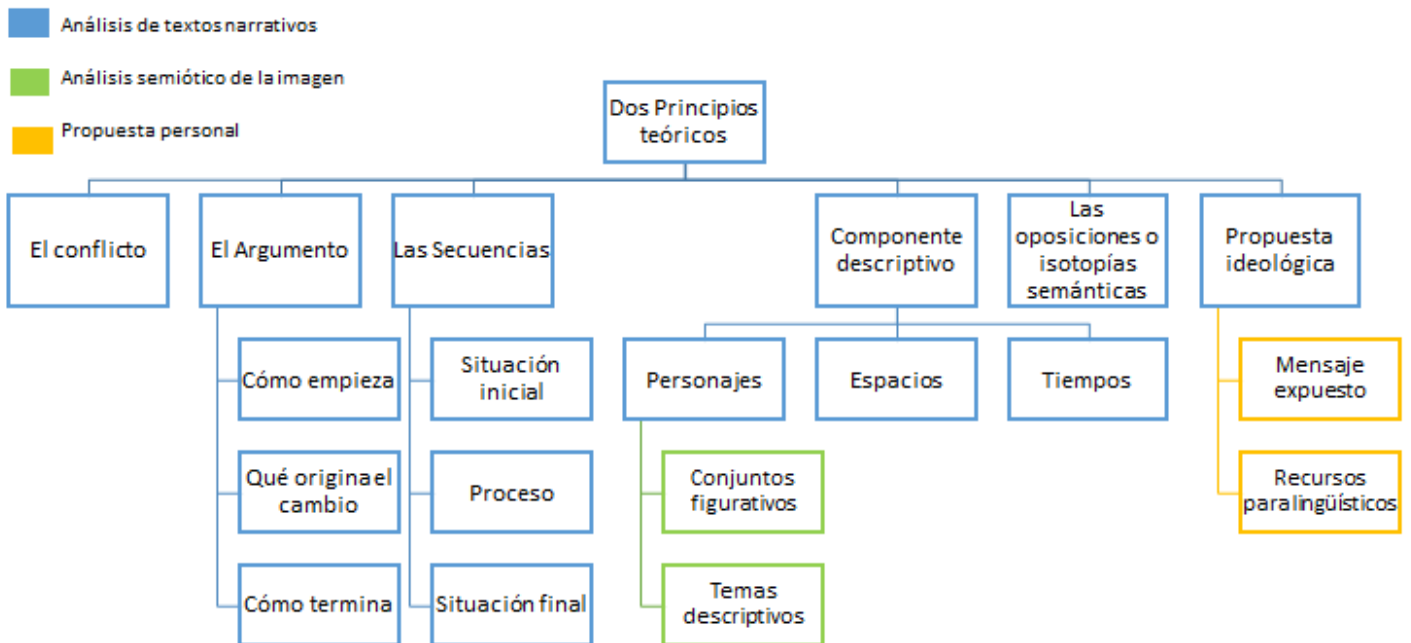 Análisis de textos narrativos
Análisis semiótico de la imagen
Propuesta personal
Dos Principios
teóricos
El conflicto
El Argumento
Las Secuencias
Componente
descriptivo
Las
oposiciones o
isotopías
semánticas
Propuesta
ideológica
Cómo empieza
Situación
inicial
Personajes
Espacios
Tiempos
Mensaje
expuesto
Qué origina el
cambio
Proceso
Conjuntos
figurativos
Recursos
paralingüísticos
Cómo termina
Situación final
Temas
descriptivos